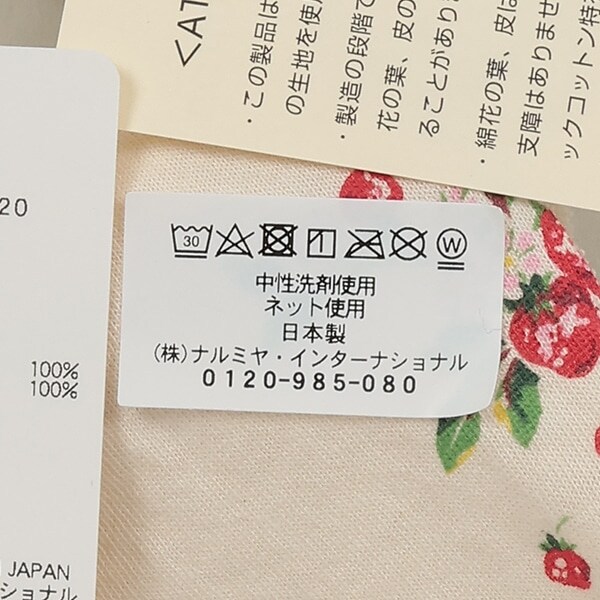 <AT
・この製品は
の生地を使用
・製造の段階で
花の葉、皮の
ることがあり
・綿花の葉、皮は
支障はありませ
ックコットン特
20
100%
100%
JAPAN
ショナル
30
W
中性洗剤使用
ネット使用
日本製
(株)ナルミヤ・インターナショナル
0120-985-080